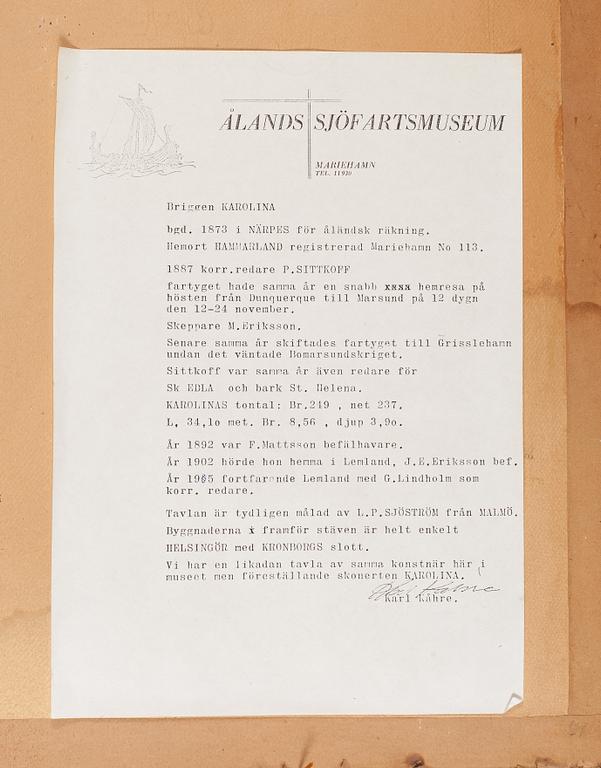 ÅLANDS SJÖFARTSMUSEUM
MARIEHAMN
TEL. 11930
Briggen KAROLINA
bgd. 1873 i NÄRPES för åländsk räkning.
Hemort HAMMARLAND registrerad Mariehamn No 113.
1887 korr.redare P.SITTKOFF
fartyget hade samma år en snabb xxxx hemresa på
hösten från Dunquerque till Marsund på 12 dygn
den 12-24 november.
Skeppare M.Eriksson.
Senare samma år skiftades fartyget till Grisslehamn
undan det väntade Bomarsundskriget.
Sittkoff var samma år även redare för
Sk EDLA och bark St. Helena.
KAROLINAS tontal: Br.249 , net 237.
L, 34,lo met. Br. 8,56 , djup 3,9o.
År 1892 var F.Mattsson befälhavare.
År 1902 hörde hon hemma i Lemland, J.E.Eriksson bef.
År 1905 fortfarende Lemland med G.Lindholm som
korr. redare.
Tavlan är tydligen målad av L.P.SJÖSTRÖM från MALMÖ.
Byggnaderna i framför stäven är helt enkelt
HELSINGÖR med KRONBORGS slott.
Vi har en likadan tavla av samma konstnär här i
museet men föreställande skonerten KAROLINA.
Karl Kåhre
Karl Kåhre.